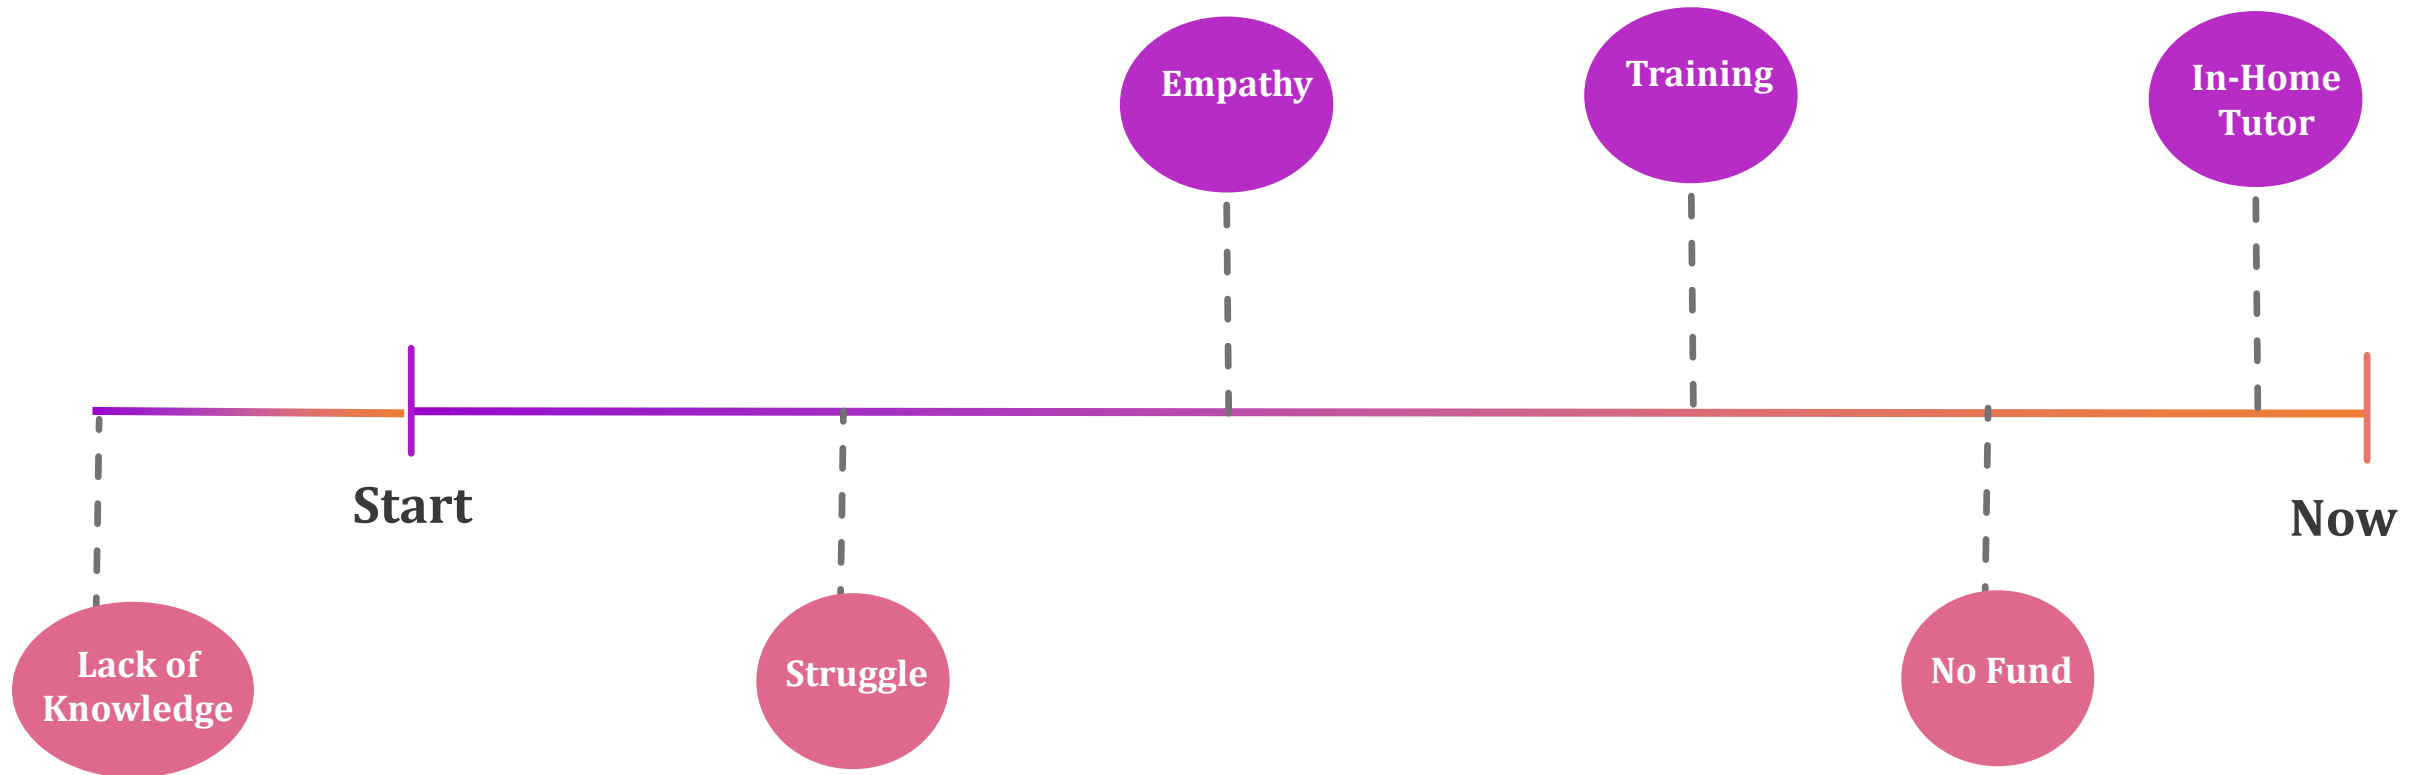 Empathy
Training
In-Home
Tutor
Start
Now
Lack of
Knowledge
Struggle
No Fund